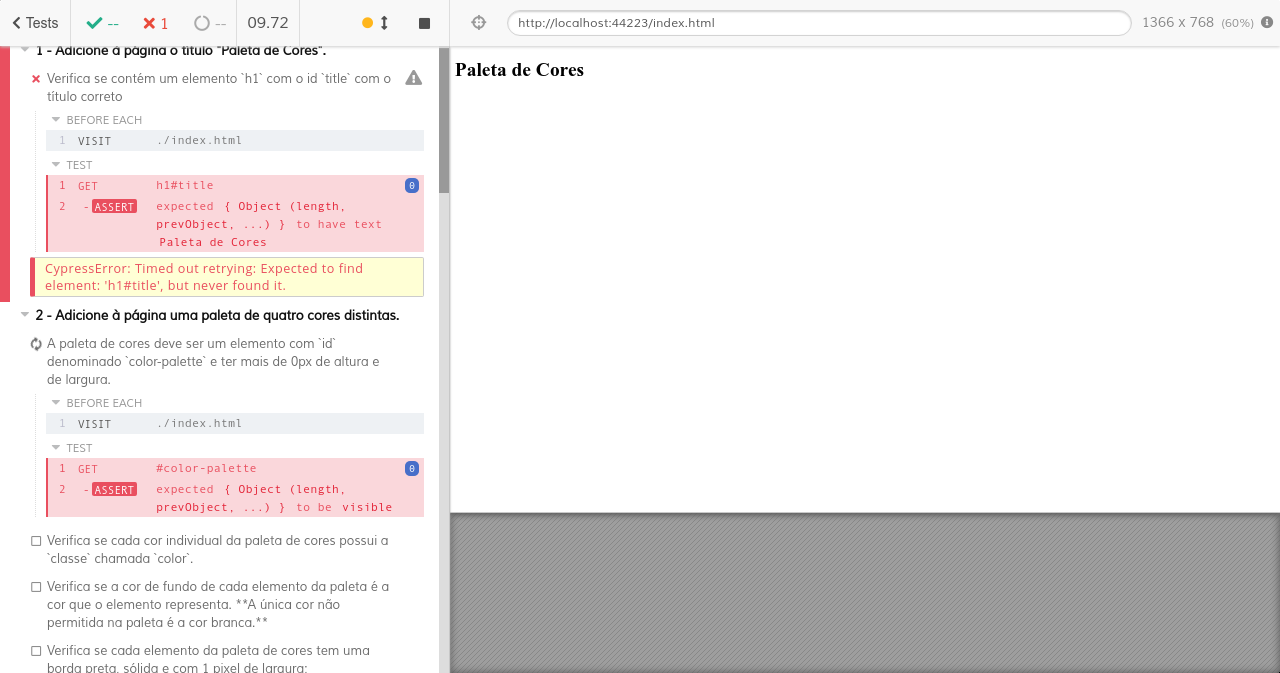 Tests
--
1
--
09.72
http://localhost:44223/index.html
1366 x 768 (60%)
1 - Adicione à página o título "Paleta de Cores".
Verifica se contém um elemento `h1` com o id `title` com o
título correto
BEFORE EACH
1 VISIT ./index.html
TEST
1 GET h1#title 0
2 -ASSERT expected { Object (length,
prevObject, ...) } to have text
Paleta de Cores
CypressError: Timed out retrying: Expected to find
element: 'h1#title', but never found it.
2 - Adicione à página uma paleta de quatro cores distintas.
A paleta de cores deve ser um elemento com `id`
denominado `color-palette` e ter mais de 0px de altura e
de largura.
BEFORE EACH
1 VISIT ./index.html
TEST
1 GET #color-palette 0
2 -ASSERT expected { Object (length,
prevObject, ...) } to be visible
Verifica se cada cor individual da paleta de cores possui a
`classe` chamada `color`.
Verifica se a cor de fundo de cada elemento da paleta é a
cor que o elemento representa. **A única cor não
permitida na paleta é a cor branca.**
Verifica se cada elemento da paleta de cores tem uma
borda preta, sólida e com 1 pixel de largura;
Paleta de Cores